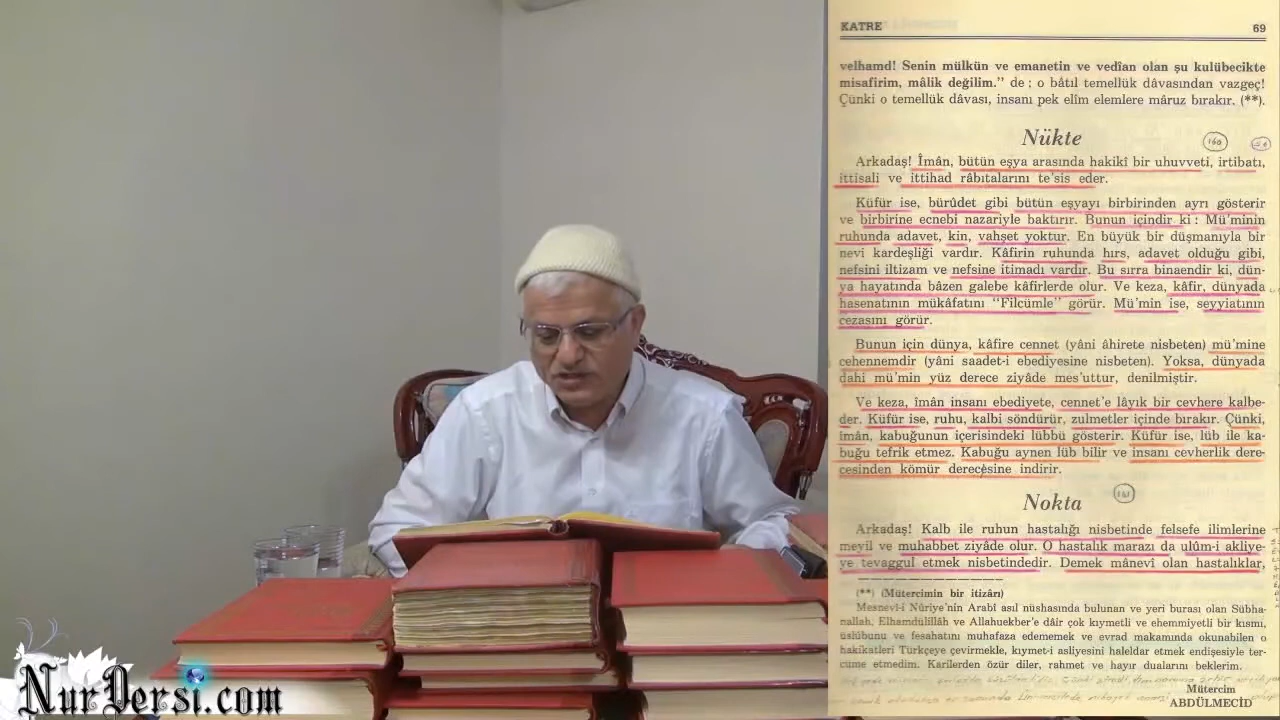 KATRE 69
velhamd! Senin mülkün ve emanetin ve vedîan olan şu kulübecikte
misafirim, mâlik değilim.” de ; o bâtıl temellük dâvasından vazgeç!
Çünki o temellük dâvası, insanı pek elîm elemlere mâruz bırakır. (**).
Nükte
160
Arkadaş! Îmân, bütün eşya arasında hakikî bir uhuvveti, irtibatı,
ittisali ve ittihad râbıtalarını te’sis eder.
Küfür ise, bürûdet gibi bütün eşyayı birbirinden ayrı gösterir
ve birbirine ecnebi nazariyle baktırır. Bunun içindir ki : Mü’minin
ruhunda adavet, kin, vahşet yoktur. En büyük bir düşmanıyla bir
nevi kardeşliği vardır. Kâfirin ruhunda hırs, adavet olduğu gibi,
nefsini iltizam ve nefsine itimadı vardır. Bu sırra binaendir ki, dün-
ya hayatında bâzen galebe kâfirlerde olur. Ve keza, kâfir, dünyada
hasenatının mükâfatını “Filcümle” görür. Mü’min ise, seyyiatının
cezasını görür.
Bunun için dünya, kâfire cennet (yâni âhirete nisbeten) mü’mine
cehennemdir (yâni saadet-i ebediyesine nisbeten). Yoksa, dünyada
dahi mü’min yüz derece ziyâde mes’uttur, denilmiştir.
Ve keza, îmân insanı ebediyete, cennet’e lâyık bir cevhere kalbe-
der. Küfür ise, ruhu, kalbi söndürür, zulmetler içinde bırakır. Çünki,
îmân, kabuğunun içerisindeki lübbü gösterir. Küfür ise, lüb ile ka-
buğu tefrik etmez. Kabuğu aynen lüb bilir ve insanı cevherlik dere-
cesinden kömür derecesine indirir.
Nokta
161
Arkadaş! Kalb ile ruhun hastalığı nisbetinde felsefe ilimlerine
meyil ve muhabbet ziyâde olur. O hastalık marazı da ulûm-i akliye-
ye tevaggul etmek nisbetindedir. Demek mânevî olan hastalıklar,
(**) (Mütercimin bir itizârı)
Mesnevî-i Nûriye’nin Arabî asıl nüshasında bulunan ve yeri burası olan Sübha-
nallah, Elhamdülillâh ve Allahuekber’e dâir çok kıymetli ve ehemmiyetli bir kısmı,
üslûbunu ve fesahatını muhafaza edememek ve evrad makamında okunabilen o
hakikatleri Türkçeye çevirmekle, kıymet-i asliyesini haleldar etmek endişesiyle ter-
cüme etmedim. Karilerden özür diler, rahmet ve hayır dualarını beklerim.
Mütercim
ABDÜLMECİD
NurDersi.com